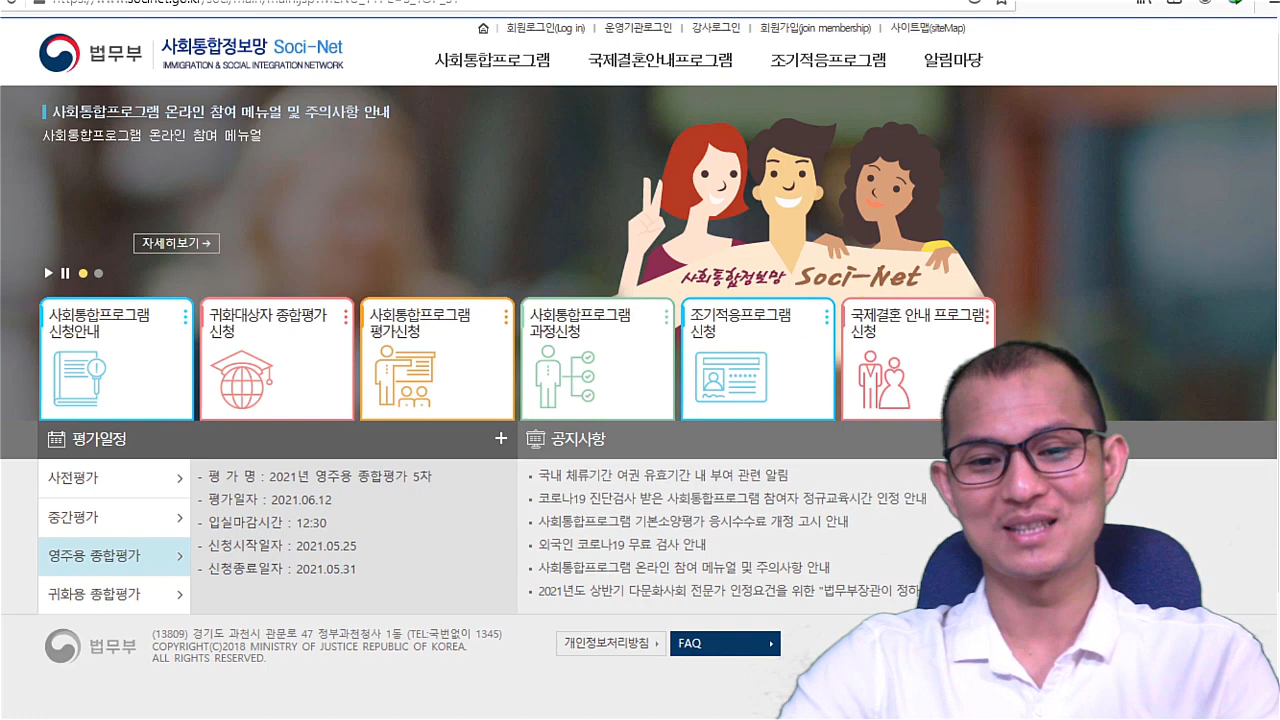 회원로그인(Log in) | 운영기관로그인 | 강사로그인 | 회원가입(join membership) | 사이트맵(siteMap)
법무부
사회통합정보망 Soci-Net
IMMIGRATION & SOCIAL INTEGRATION NETWORK
사회통합프로그램 국제결혼안내프로그램 조기적응프로그램 알림마당
사회통합프로그램 온라인 참여 메뉴얼 및 주의사항 안내
사회통합프로그램 온라인 참여 메뉴얼
자세히보기→
사회통합정보망 Soci-Net
사회통합프로그램
신청안내
귀화대상자 종합평가
신청
사회통합프로그램
평가신청
사회통합프로그램
과정신청
조기적응프로그램
신청
국제결혼 안내 프로그램
신청
평가일정 +
사전평가
중간평가
영주용 종합평가
귀화용 종합평가
- 평 가 명 : 2021년 영주용 종합평가 5차
- 평가일자 : 2021.06.12
- 입실마감시간 : 12:30
- 신청시작일자 : 2021.05.25
- 신청종료일자 : 2021.05.31
공지사항
국내 체류기간 여권 유효기간 내 부여 관련 알림
코로나19 진단검사 받은 사회통합프로그램 참여자 정규교육시간 인정 안내
사회통합프로그램 기본소양평가 응시수수료 개정 고시 안내
외국인 코로나19 무료 검사 안내
사회통합프로그램 온라인 참여 메뉴얼 및 주의사항 안내
2021년도 상반기 다문화사회 전문가 인정요건을 위한 "법무부장관이 정하
법무부
(13809) 경기도 과천시 관문로 47 정부과천청사 1동 (TEL:국번없이 1345)
COPYRIGHT(C)2018 MINISTRY OF JUSTICE REPUBLIC OF KOREA.
ALL RIGHTS RESERVED.
개인정보처리방침
FAQ